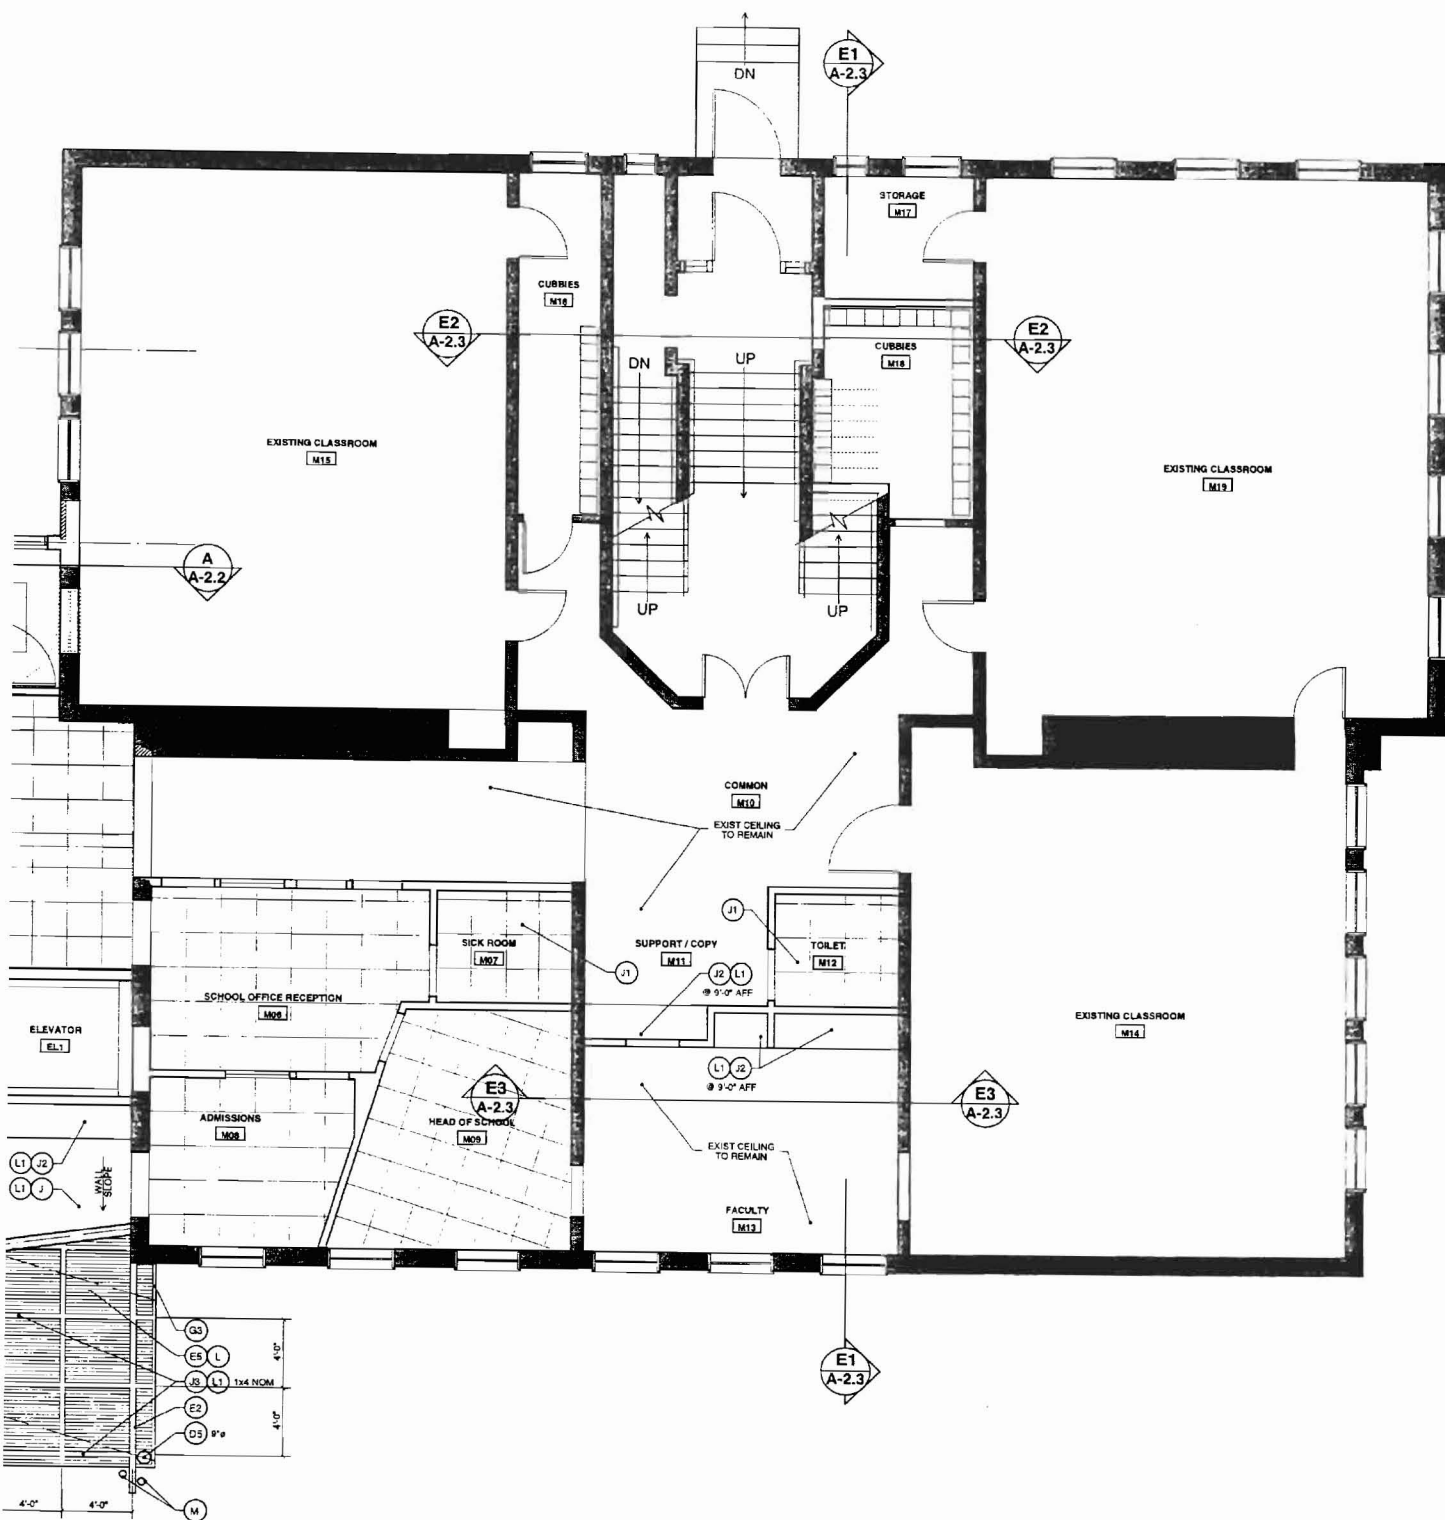 DN
E1
A-2.3
STORAGE
M17
CUBBIES
M16
E2
A-2.3
E2
A-2.3
CUBBIES
M18
DN
UP
EXISTING CLASSROOM
M15
EXISTING CLASSROOM
M19
A
A-2.2
UP
UP
COMMON
M10
EXIST CEILING
TO REMAIN
J1
SICK ROOM
M07
J1
SUPPORT / COPY
M11
TOILET
M12
J2 L1
@ 9'-0" AFF
SCHOOL OFFICE RECEPTION
M06
ELEVATOR
EL1
EXISTING CLASSROOM
M14
L1 J2
@ 9'-0" AFF
E3
A-2.3
E3
A-2.3
ADMISSIONS
M08
HEAD OF SCHOOL
M09
EXIST CEILING
TO REMAIN
L1 J2
L1 J
WALL
SLOPE
FACULTY
M13
G3
E5 L
J3 L1 1x4 NOM
E2
D5 9"ø
M
4'-0"
4'-0"
4'-0"
4'-0"
E1
A-2.3